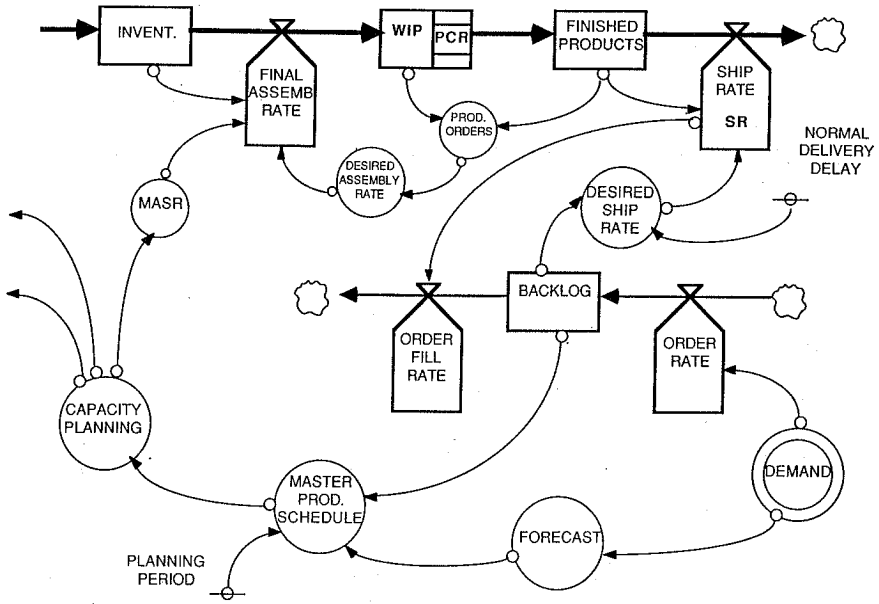 INVENT.
WIP
PCR
FINISHED
PRODUCTS
FINAL
ASSEMB
RATE
SHIP
RATE
SR
PROD.
ORDERS
NORMAL
DELIVERY
DELAY
DESIRED
ASSEMBLY
RATE
MASR
DESIRED
SHIP
RATE
BACKLOG
ORDER
FILL
RATE
ORDER
RATE
CAPACITY
PLANNING
DEMAND
MASTER
PROD.
SCHEDULE
FORECAST
PLANNING
PERIOD